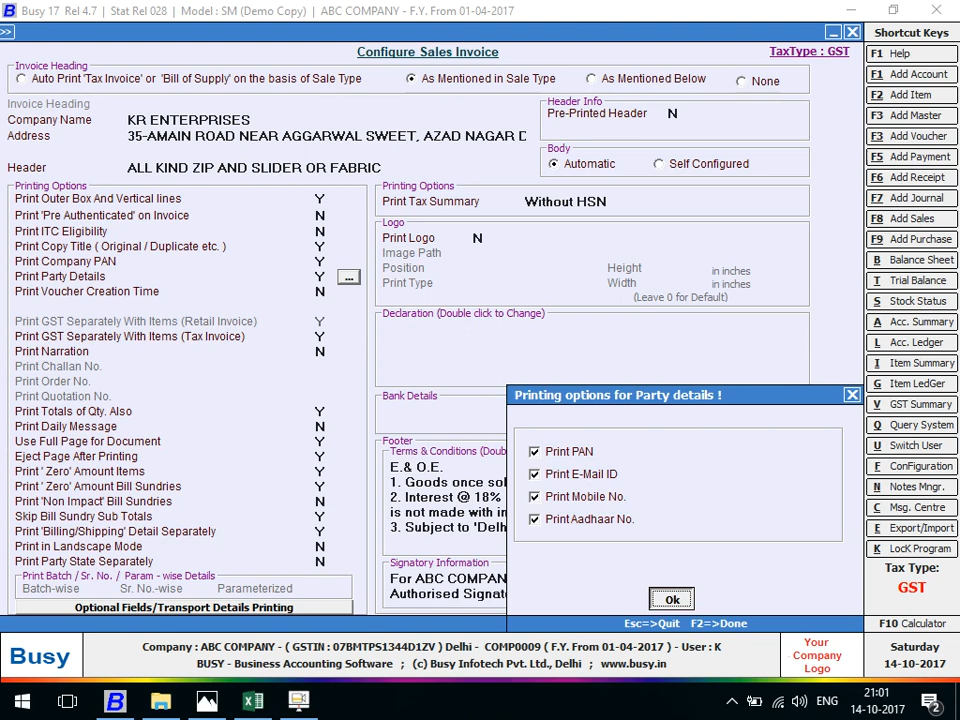 Busy 17 Rel 4.7 | Stat Rel 028 | Model : SM (Demo Copy) | ABC COMPANY - F.Y. From 01-04-2017
>>
Configure Sales Invoice
TaxType : GST
Invoice Heading
Auto Print 'Tax Invoice' or 'Bill of Supply' on the basis of Sale Type
As Mentioned in Sale Type
As Mentioned Below
None
Invoice Heading
Company Name KR ENTERPRISES
Address 35-AMAIN ROAD NEAR AGGARWAL SWEET, AZAD NAGAR D
Header ALL KIND ZIP AND SLIDER OR FABRIC
Header Info
Pre-Printed Header N
Body
Automatic Self Configured
Printing Options
Print Outer Box And Vertical lines Y
Print 'Pre Authenticated' on Invoice N
Print ITC Eligibility N
Print Copy Title ( Original / Duplicate etc. ) Y
Print Company PAN Y
Print Party Details Y ...
Print Voucher Creation Time N
Print GST Separately With Items (Retail Invoice) Y
Print GST Separately With Items (Tax Invoice) Y
Print Narration N
Print Challan No.
Print Order No.
Print Quotation No.
Print Totals of Qty. Also Y
Print Daily Message N
Use Full Page for Document Y
Eject Page After Printing Y
Print ' Zero' Amount Items Y
Print ' Zero' Amount Bill Sundries Y
Print 'Non Impact' Bill Sundries N
Skip Bill Sundry Sub Totals Y
Print 'Billing/Shipping' Detail Separately Y
Print in Landscape Mode N
Print Party State Separately N
Print Batch / Sr. No. / Param - wise Details
Batch-wise Sr. No.-wise Parameterized
Optional Fields/Transport Details Printing
Printing Options
Print Tax Summary Without HSN
Logo
Print Logo N
Image Path
Position Height in inches
Print Type Width in inches
(Leave 0 for Default)
Declaration (Double click to Change)
Bank Details
Footer
Terms & Conditions (Doub
E.& O.E.
1. Goods once sol
2. Interest @ 18%
is not made with in
3. Subject to 'Delh
Signatory Information
For ABC COMPAN
Authorised Signato
Printing options for Party details !
Print PAN
Print E-Mail ID
Print Mobile No.
Print Aadhaar No.
Ok
Esc=>Quit F2=>Done
Shortcut Keys
F1 Help
F1 Add Account
F2 Add Item
F3 Add Master
F3 Add Voucher
F5 Add Payment
F6 Add Receipt
F7 Add Journal
F8 Add Sales
F9 Add Purchase
B Balance Sheet
T Trial Balance
S Stock Status
A Acc. Summary
L Acc. Ledger
I Item Summary
G Item LedGer
V GST Summary
Q Query System
U Switch User
F ConFiguration
N Notes Mngr.
C Msg. Centre
E Export/Import
K LocK Program
Tax Type:
GST
F10 Calculator
Busy
Company : ABC COMPANY - ( GSTIN : 07BMTPS1344D1ZV ) Delhi - COMP0009 ( F.Y. From 01-04-2017 ) - User : K
BUSY - Business Accounting Software ; (c) Busy Infotech Pvt. Ltd., Delhi ; www.busy.in
Your
Company
Logo
Saturday
14-10-2017
ENG
21:01
14-10-2017
2